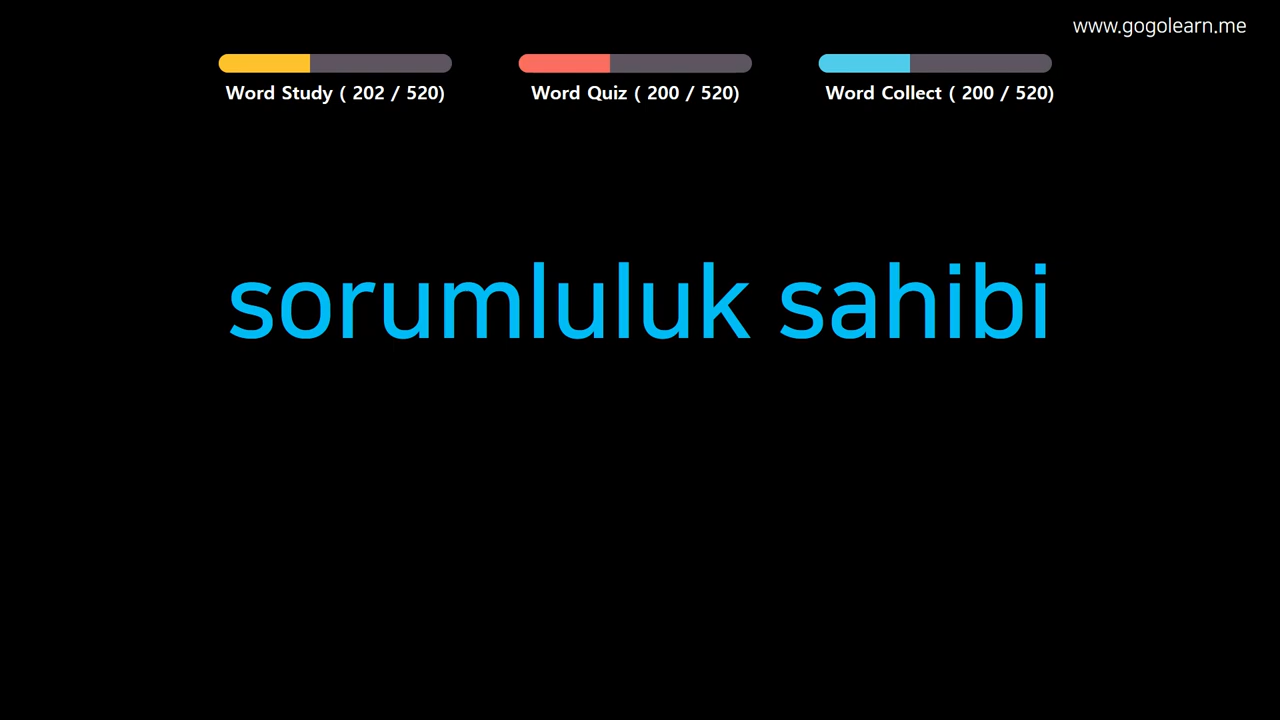 www.gogolearn.me
Word Study ( 202 / 520)
Word Quiz ( 200 / 520)
Word Collect ( 200 / 520)
sorumluluk sahibi